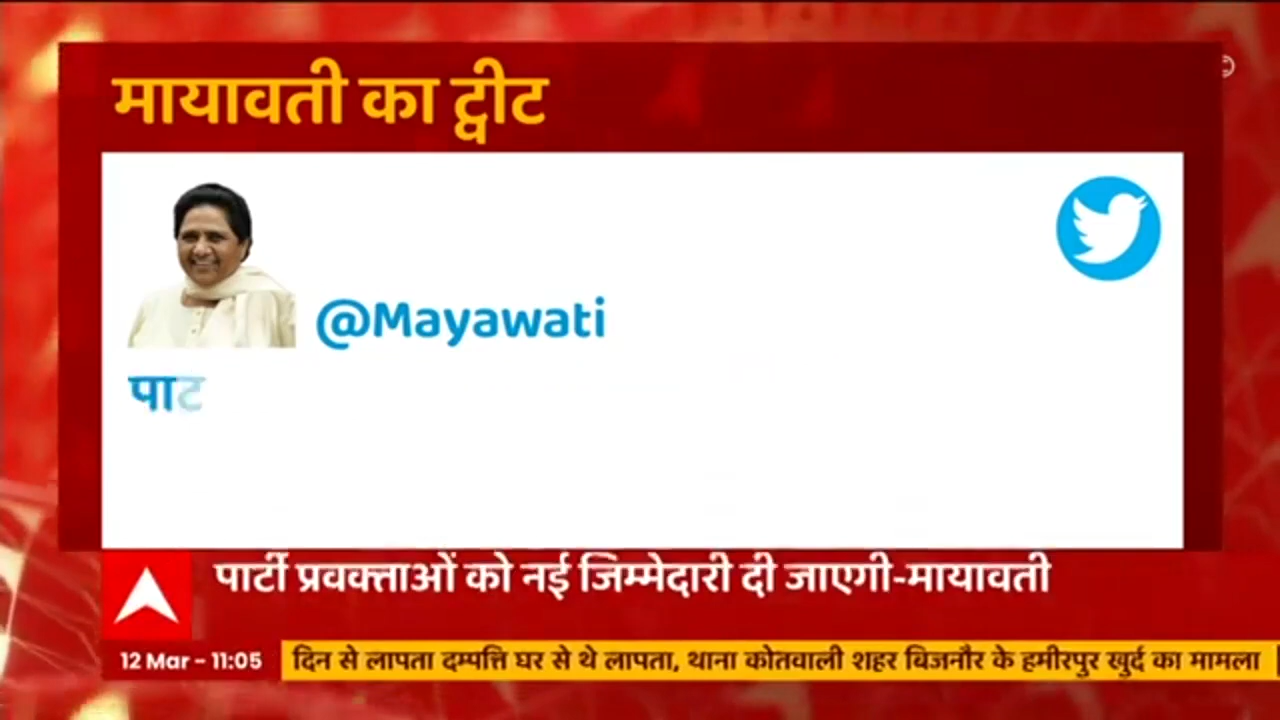 मायावती का ट्वीट
@Mayawati
पाट
पार्टी प्रवक्ताओं को नई जिम्मेदारी दी जाएगी-मायावती
12 Mar - 11:05
दिन से लापता दम्पत्ति घर से थे लापता, थाना कोतवाली शहर बिजनौर के हमीरपुर खुर्द का मामला